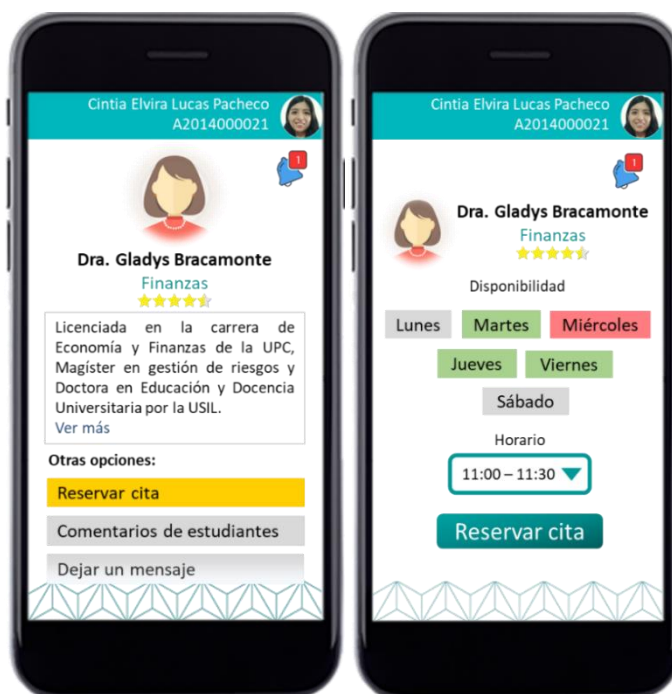 Cintia Elvira Lucas Pacheco
A2014000021
1
Dra. Gladys Bracamonte
Finanzas
Licenciada en la carrera de
Economía y Finanzas de la UPC,
Magíster en gestión de riesgos y
Doctora en Educación y Docencia
Universitaria por la USIL.
Ver más
Otras opciones:
Reservar cita
Comentarios de estudiantes
Dejar un mensaje
Cintia Elvira Lucas Pacheco
A2014000021
1
Dra. Gladys Bracamonte
Finanzas
Disponibilidad
Lunes Martes Miércoles
Jueves Viernes
Sábado
Horario
11:00 – 11:30
Reservar cita